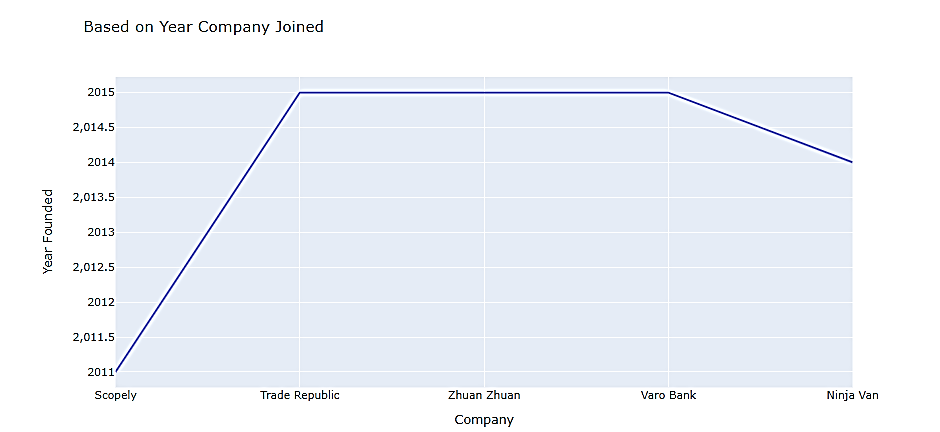 Based on Year Company Joined
2015
2,014.5
2014
2,013.5
2013
2,012.5
2012
2,011.5
2011
Year Founded
Scopely Trade Republic Zhuan Zhuan Varo Bank Ninja Van
Company